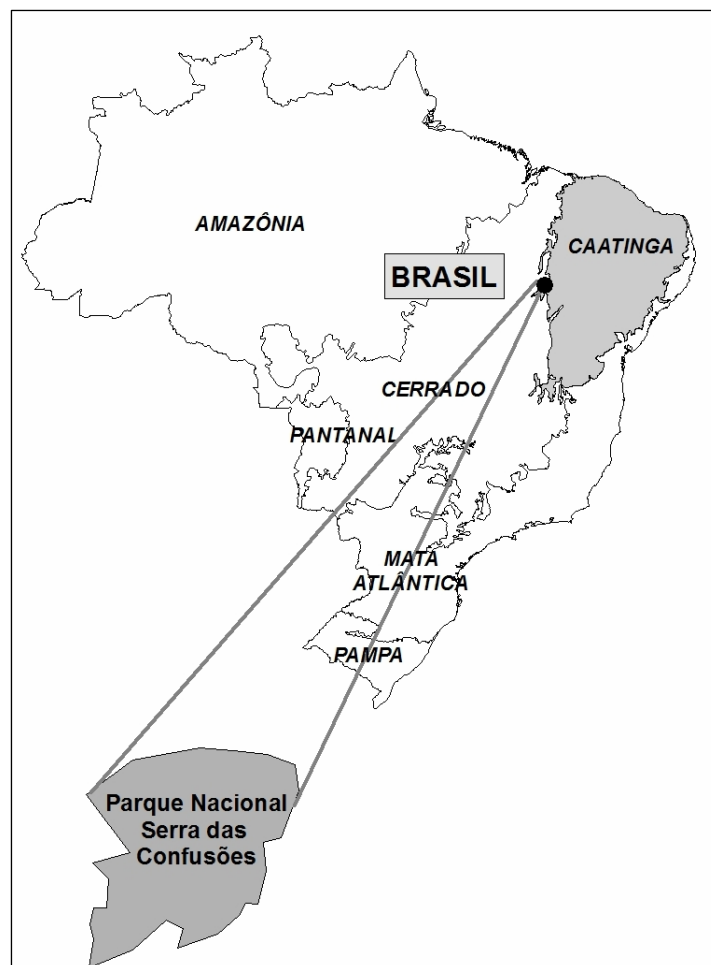 AMAZÔNIA
CAATINGA
BRASIL
CERRADO
PANTANAL
MATA
ATLÂNTICA
PAMPA
Parque Nacional
Serra das
Confusões